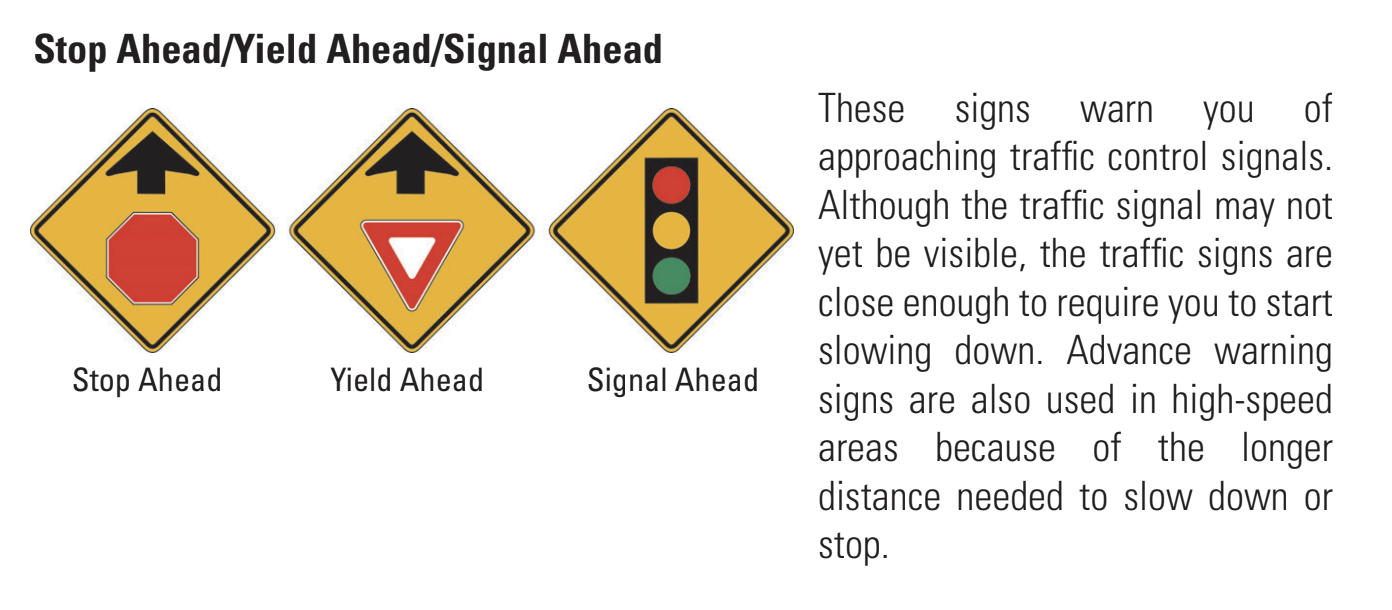 Stop Ahead/Yield Ahead/Signal Ahead
Stop Ahead
Yield Ahead
Signal Ahead
These signs warn you of
approaching traffic control signals.
Although the traffic signal may not
yet be visible, the traffic signs are
close enough to require you to start
slowing down. Advance warning
signs are also used in high-speed
areas because of the longer
distance needed to slow down or
stop.